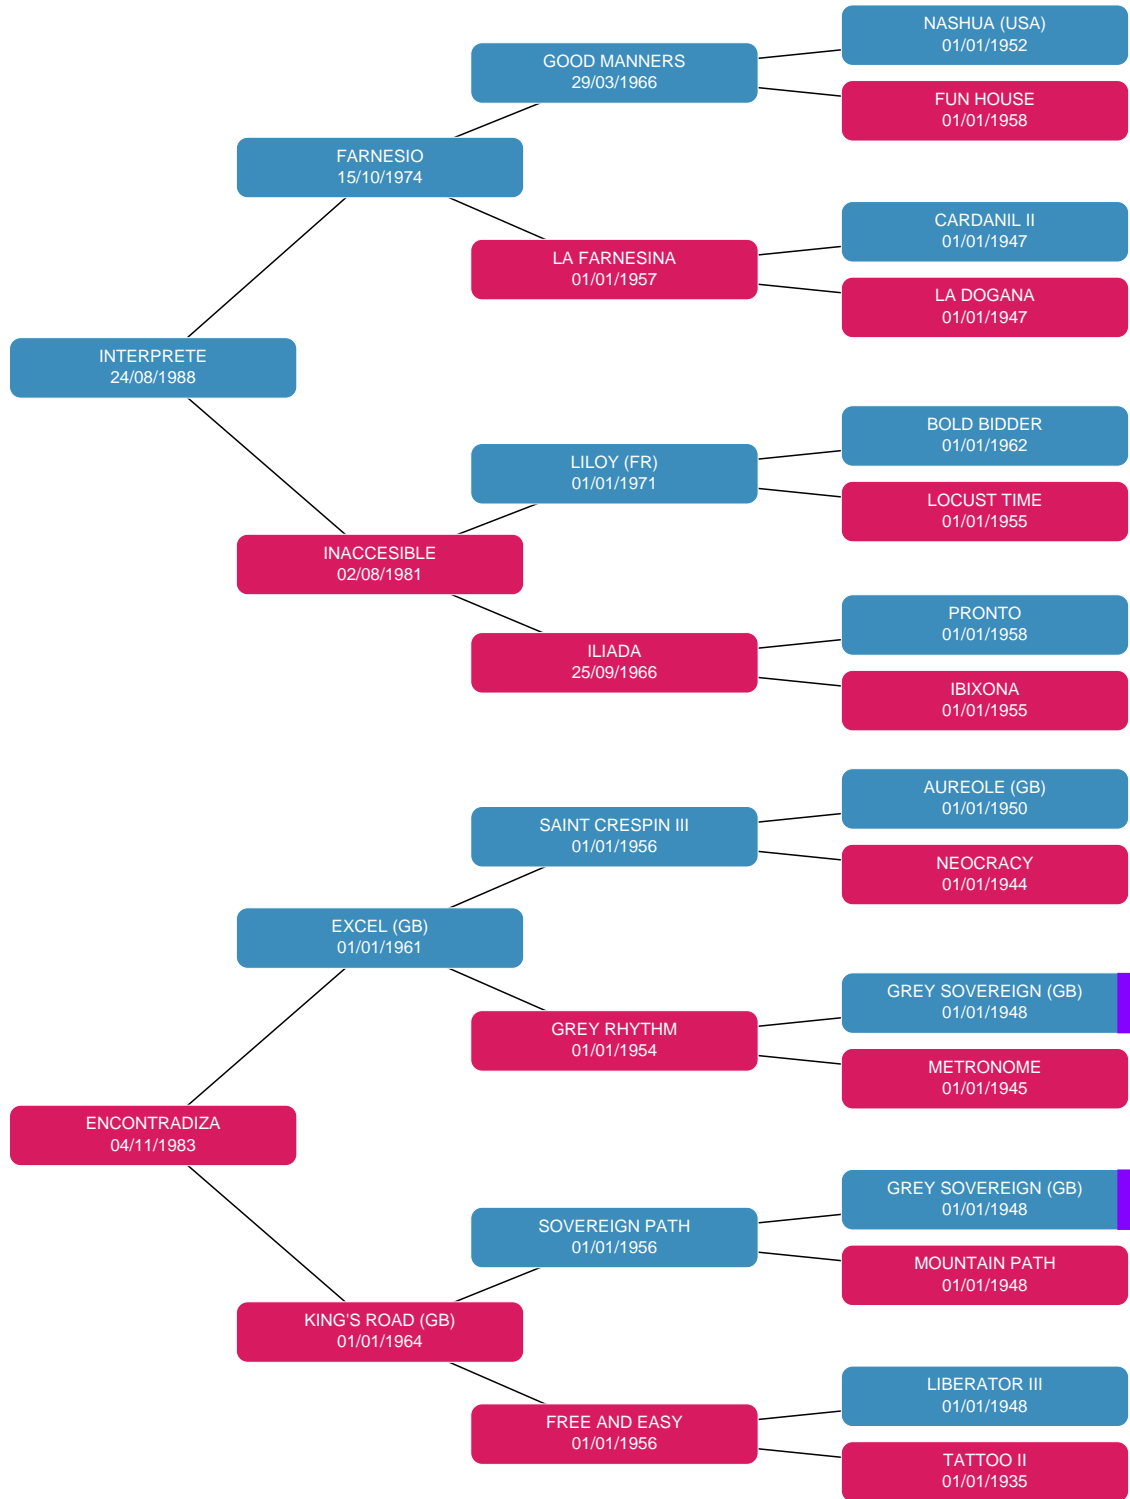 NASHUA (USA)
01/01/1952
GOOD MANNERS
29/03/1966
FUN HOUSE
01/01/1958
FARNESIO
15/10/1974
CARDANIL II
01/01/1947
LA FARNESINA
01/01/1957
LA DOGANA
01/01/1947
INTERPRETE
24/08/1988
BOLD BIDDER
01/01/1962
LILOY (FR)
01/01/1971
LOCUST TIME
01/01/1955
INACCESIBLE
02/08/1981
PRONTO
01/01/1958
ILIADA
25/09/1966
IBIXONA
01/01/1955
AUREOLE (GB)
01/01/1950
SAINT CRESPIN III
01/01/1956
NEOCRACY
01/01/1944
EXCEL (GB)
01/01/1961
GREY SOVEREIGN (GB)
01/01/1948
GREY RHYTHM
01/01/1954
METRONOME
01/01/1945
ENCONTRADIZA
04/11/1983
GREY SOVEREIGN (GB)
01/01/1948
SOVEREIGN PATH
01/01/1956
MOUNTAIN PATH
01/01/1948
KING'S ROAD (GB)
01/01/1964
LIBERATOR III
01/01/1948
FREE AND EASY
01/01/1956
TATTOO II
01/01/1935